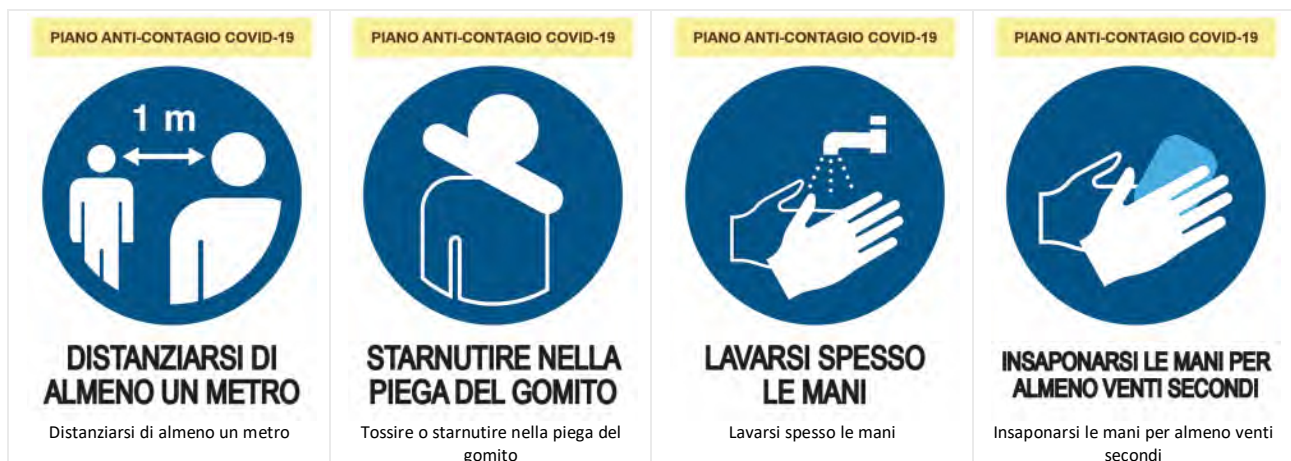 PIANO ANTI-CONTAGIO COVID-19
1 m
DISTANZIARSI DI
ALMENO UN METRO
Distanziarsi di almeno un metro
PIANO ANTI-CONTAGIO COVID-19
STARNUTIRE NELLA
PIEGA DEL GOMITO
Tossire o starnutire nella piega del
gomito
PIANO ANTI-CONTAGIO COVID-19
LAVARSI SPESSO
LE MANI
Lavarsi spesso le mani
PIANO ANTI-CONTAGIO COVID-19
INSAPONARSI LE MANI PER
ALMENO VENTI SECONDI
Insaponarsi le mani per almeno venti
secondi